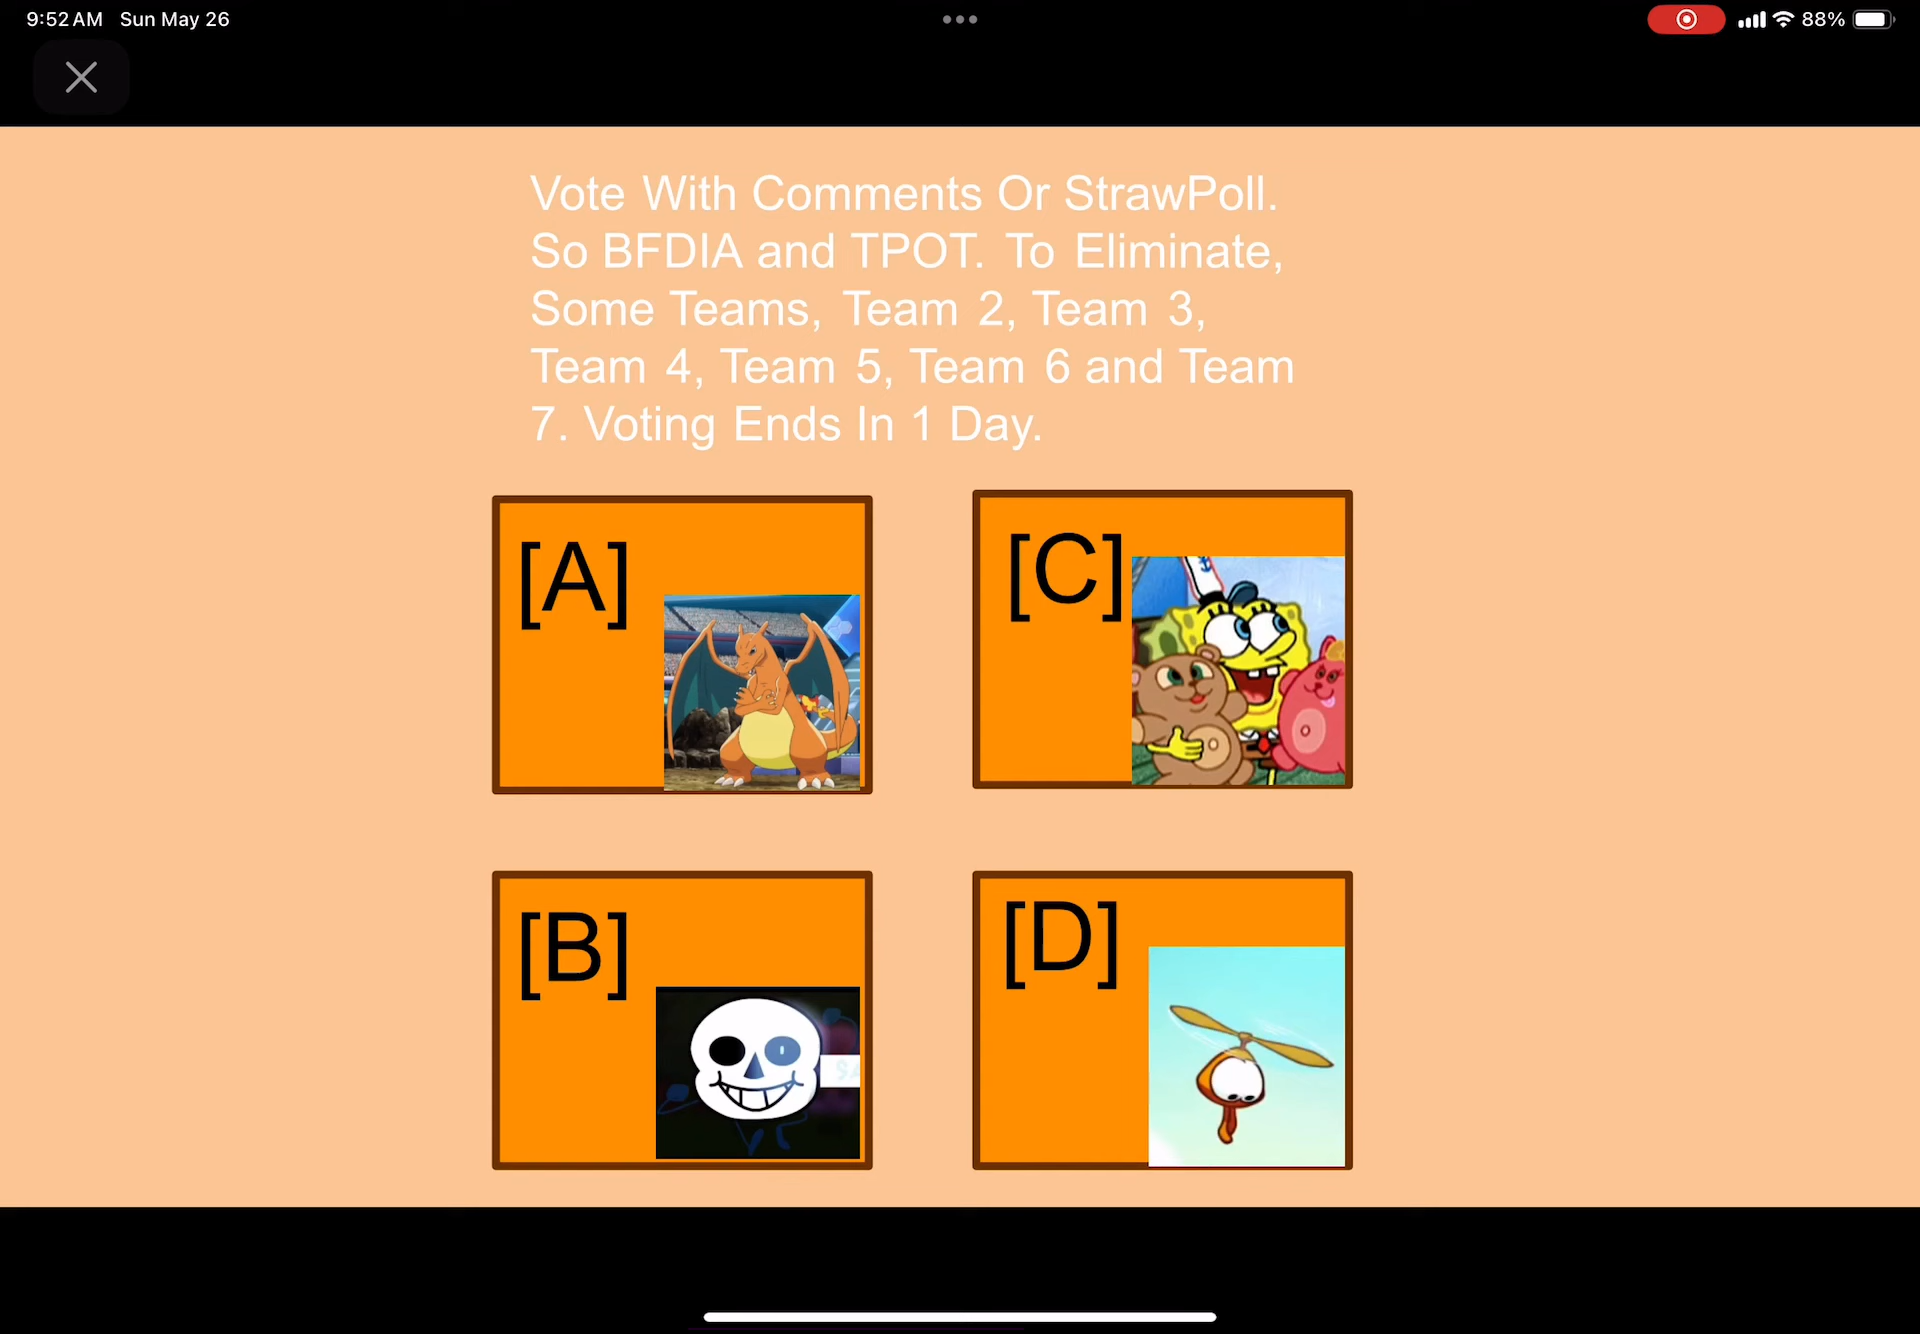 9:52 AM Sun May 26
88%
Vote With Comments Or StrawPoll.
So BFDIA and TPOT. To Eliminate,
Some Teams, Team 2, Team 3,
Team 4, Team 5, Team 6 and Team
7. Voting Ends In 1 Day.
[A]
[C]
[B]
[D]